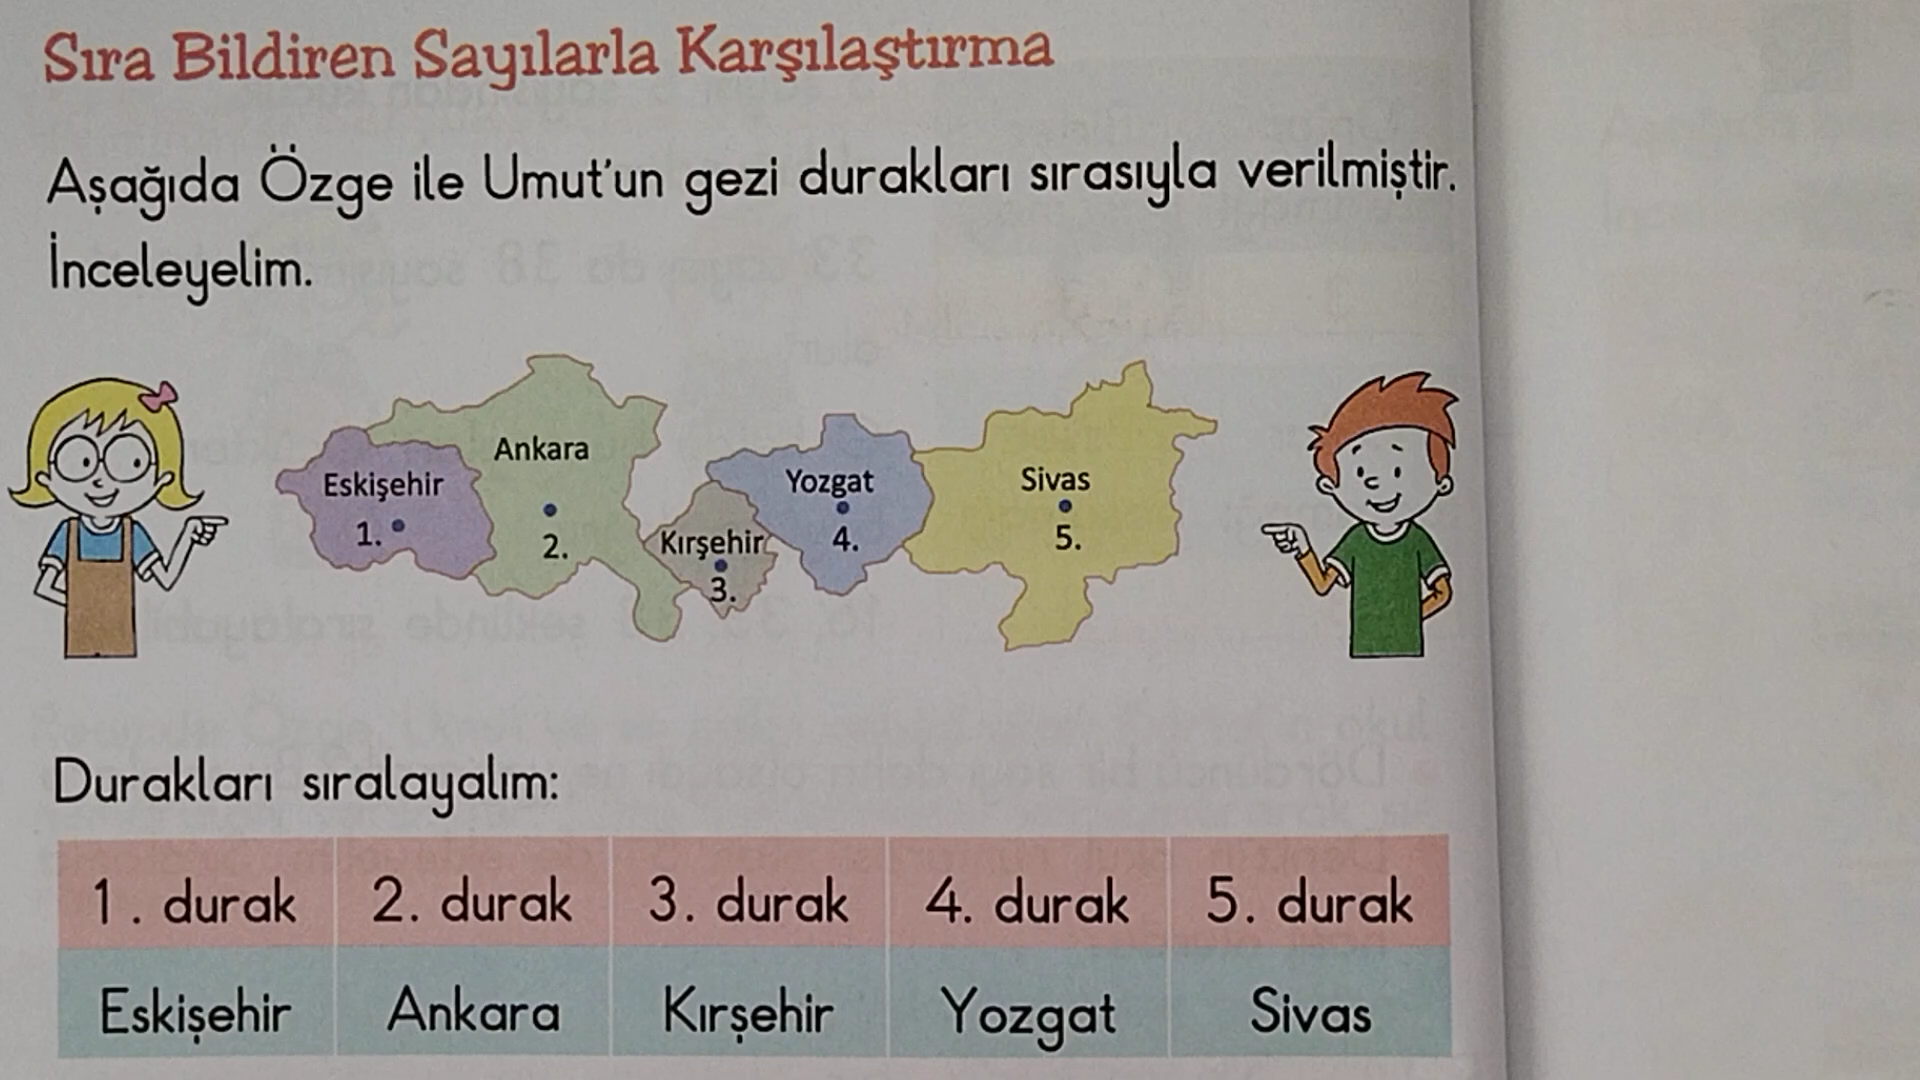 Sıra Bildiren Sayılarla Karşılaştırma
Aşağıda Özge ile Umut'un gezi durakları sırasıyla verilmiştir.
İnceleyelim.
Eskişehir
1.
Ankara
2.
Kırşehir
3.
Yozgat
4.
Sivas
5.
Durakları sıralayalım:
1. durak 2. durak 3. durak 4. durak 5. durak
Eskişehir Ankara Kırşehir Yozgat Sivas